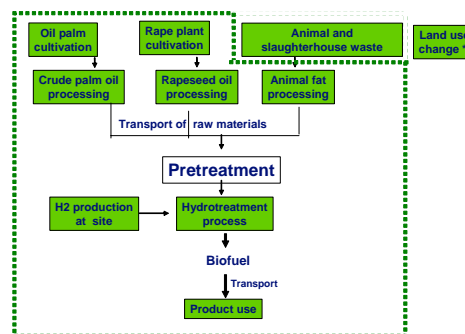 Oil palm
cultivation
Rape plant
cultivation
Animal and
slaughterhouse waste
Land use
change *
Crude palm oil
processing
Rapeseed oil
processing
Animal fat
processing
Transport of raw materials
Pretreatment
H2 production
at site
Hydrotreatment
process
Biofuel
Transport
Product use